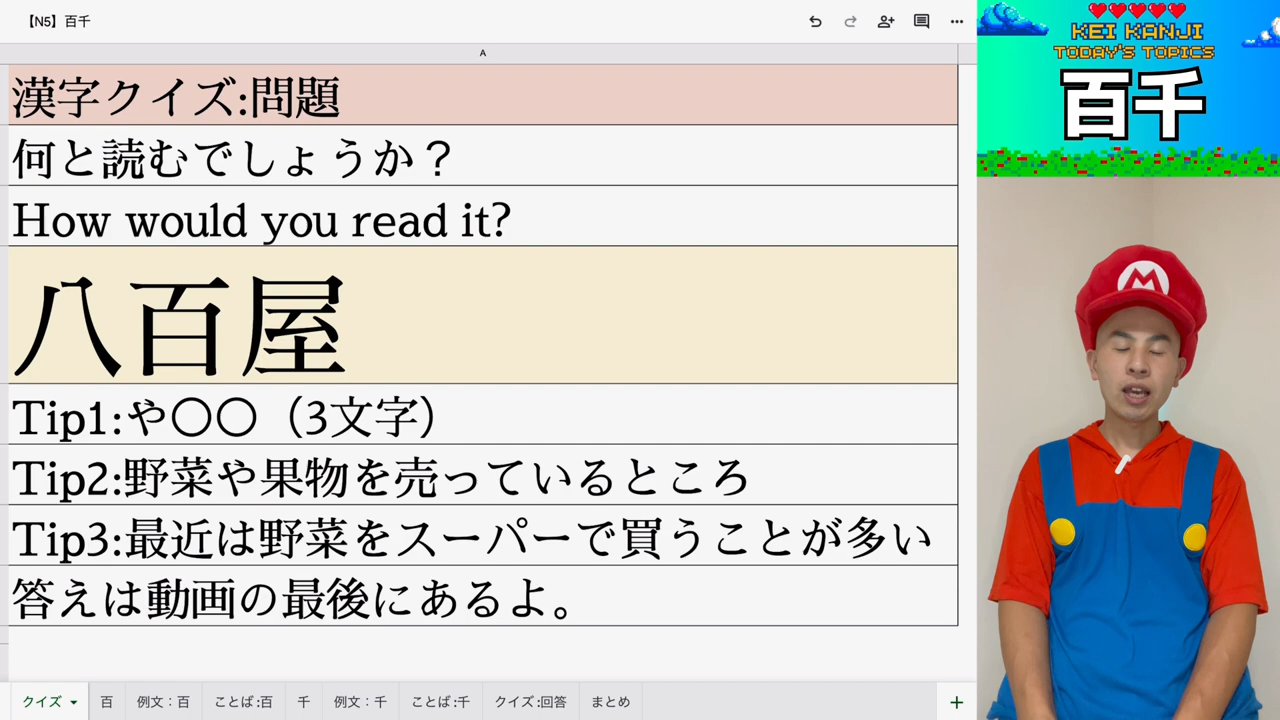 【N5】百千
A
漢字クイズ:問題
何と読むでしょうか？
How would you read it?
八百屋
Tip1:や〇〇（3文字）
Tip2:野菜や果物を売っているところ
Tip3:最近は野菜をスーパーで買うことが多い
答えは動画の最後にあるよ。
クイズ 百 例文：百 ことば:百 千 例文：千 ことば:千 クイズ:回答 まとめ
KEI KANJI
TODAY'S TOPICS
百千
M